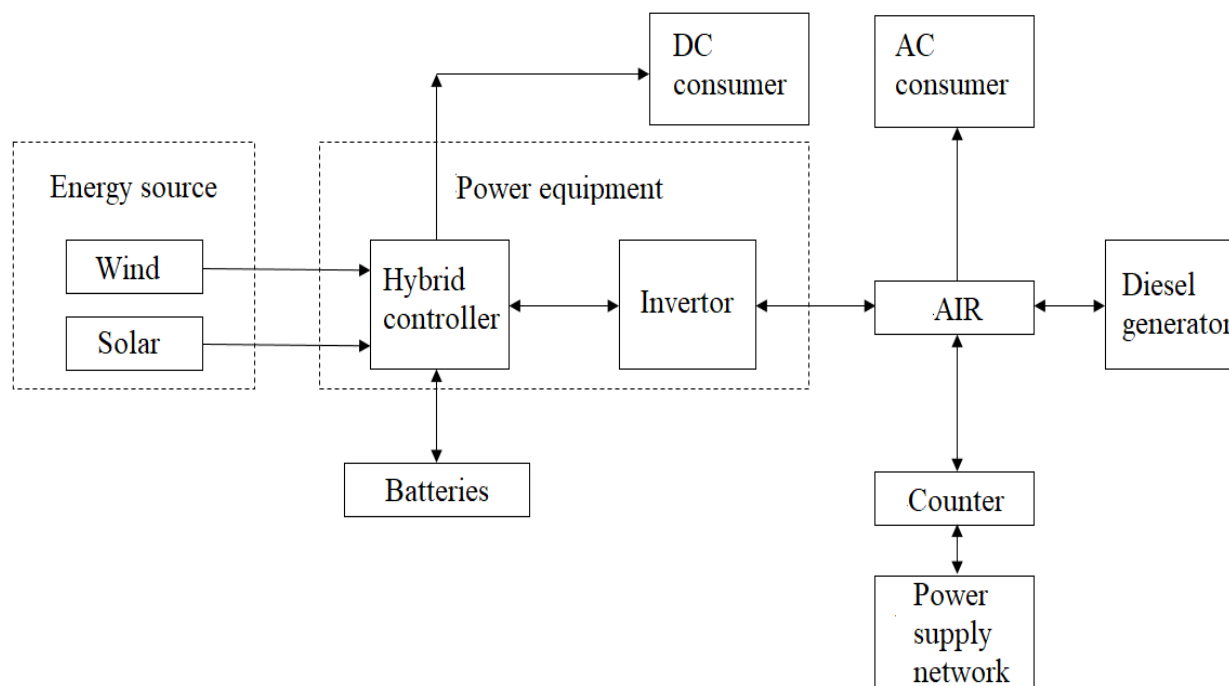 DC
consumer
AC
consumer
Energy source
Power equipment
Wind
Solar
Hybrid
controller
Invertor
AIR
Diesel
generator
Batteries
Counter
Power
supply
network